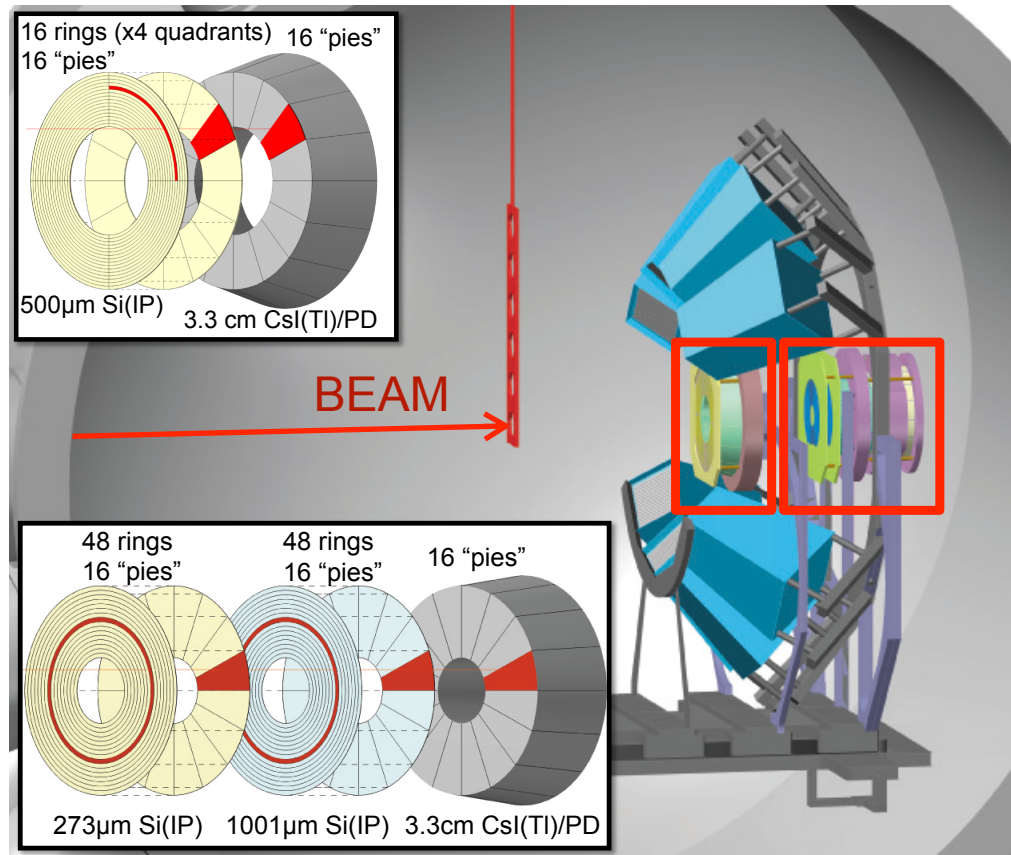 16 rings (x4 quadrants)
16 “pies”
16 “pies”
500μm Si(IP)
3.3 cm CsI(Tl)/PD
BEAM
48 rings
16 “pies”
48 rings
16 “pies”
16 “pies”
273μm Si(IP)
1001μm Si(IP)
3.3cm CsI(Tl)/PD